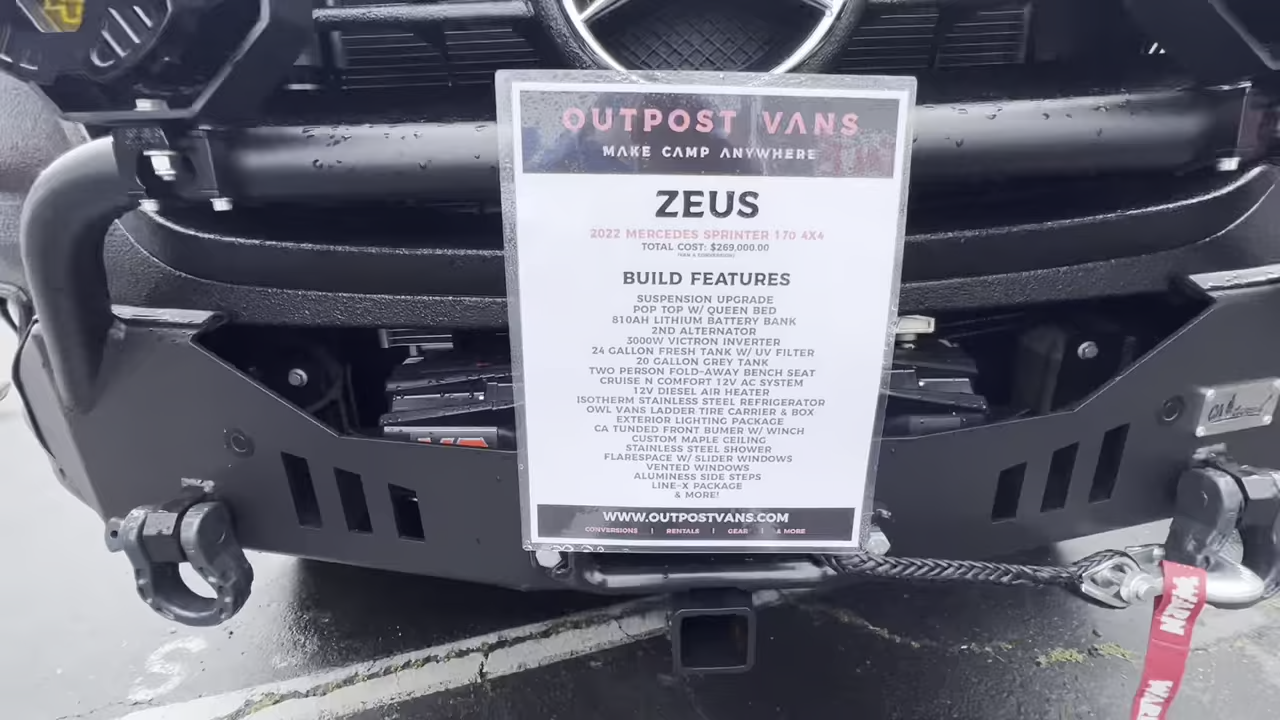 OUTPOST VANS
MAKE CAMP ANYWHERE
ZEUS
2022 MERCEDES SPRINTER 170 4X4
TOTAL COST: $269,000.00
BUILD FEATURES
SUSPENSION UPGRADE
POP TOP W/ QUEEN BED
810AH LITHIUM BATTERY BANK
2ND ALTERNATOR
3000W VICTRON INVERTER
24 GALLON FRESH TANK W/ UV FILTER
20 GALLON GREY TANK
TWO PERSON FOLD-AWAY BENCH SEAT
CRUISE N COMFORT 12V AC SYSTEM
12V DIESEL AIR HEATER
ISOTHERM STAINLESS STEEL REFRIGERATOR
OWL VANS LADDER TIRE CARRIER & BOX
EXTERIOR LIGHTING PACKAGE
CA TUNDED FRONT BUMER W/ WINCH
CUSTOM MAPLE CEILING
STAINLESS STEEL SHOWER
FLARESPACE W/ SLIDER WINDOWS
VENTED WINDOWS
ALUMINESS SIDE STEPS
LINE-X PACKAGE
& MORE!
WWW.OUTPOSTVANS.COM
CONVERSIONS | RENTALS | GEAR | & MORE
WARN
WARN
S